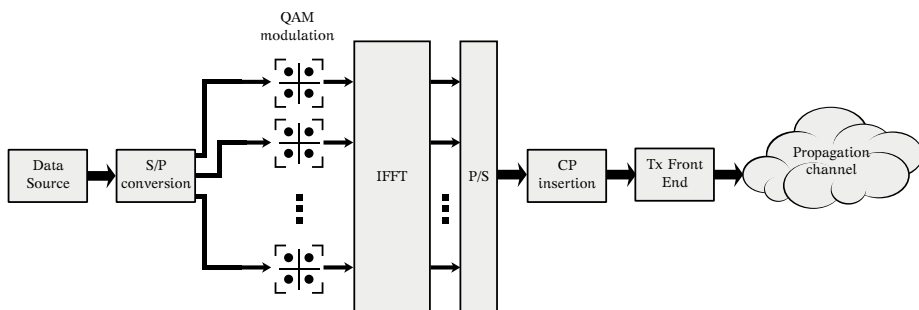 QAM
modulation
Data
Source
S/P
conversion
IFFT
P/S
CP
insertion
Tx Front
End
Propagation
channel